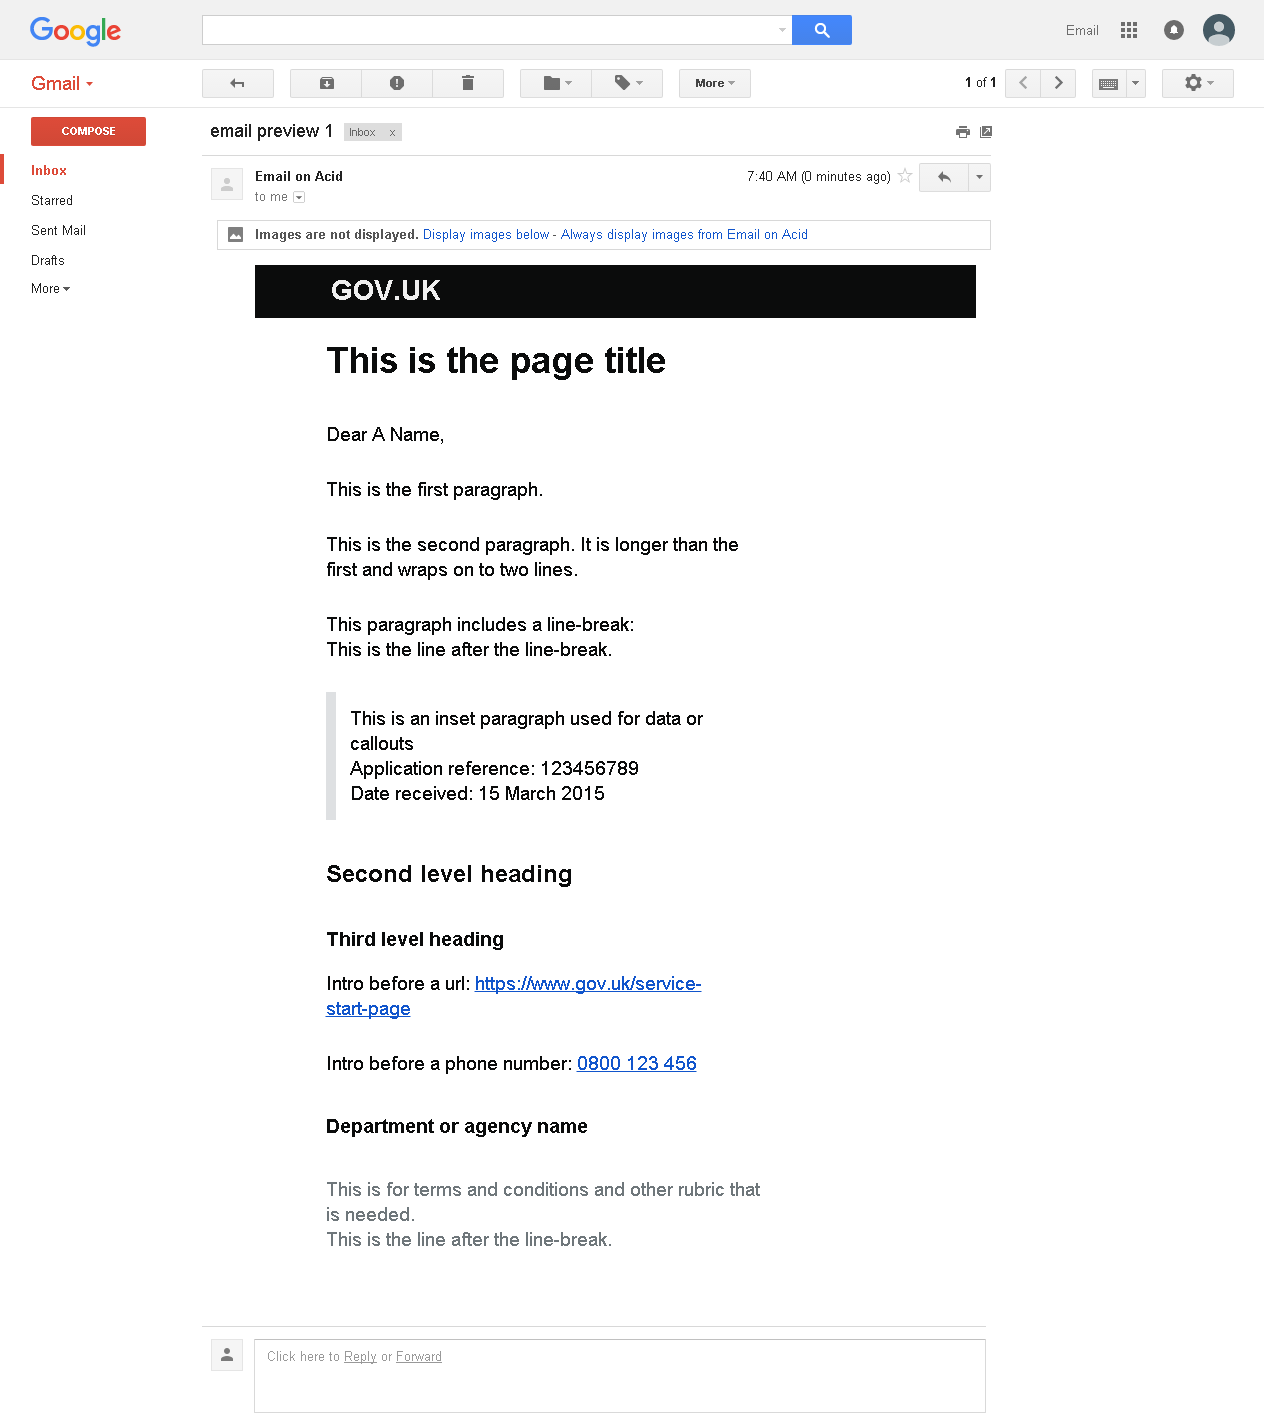 Google
Email
Gmail
More
1 of 1
COMPOSE
email preview 1
Inbox x
Inbox
Starred
Sent Mail
Drafts
More
Email on Acid
7:40 AM (0 minutes ago)
to me
Images are not displayed. Display images below - Always display images from Email on Acid
GOV.UK
This is the page title
Dear A Name,
This is the first paragraph.
This is the second paragraph. It is longer than the
first and wraps on to two lines.
This paragraph includes a line-break:
This is the line after the line-break.
This is an inset paragraph used for data or
callouts
Application reference: 123456789
Date received: 15 March 2015
Second level heading
Third level heading
Intro before a url: https://www.gov.uk/service-
start-page
Intro before a phone number: 0800 123 456
Department or agency name
This is for terms and conditions and other rubric that
is needed.
This is the line after the line-break.
Click here to Reply or Forward